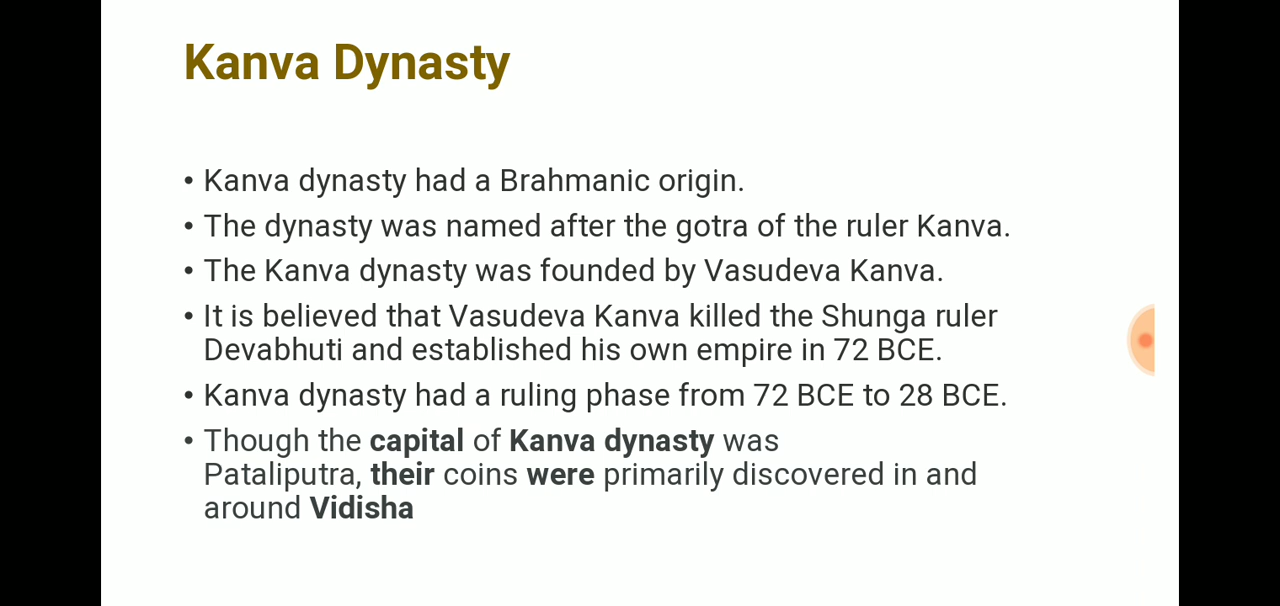 Kanva Dynasty
• Kanva dynasty had a Brahmanic origin.
• The dynasty was named after the gotra of the ruler Kanva.
• The Kanva dynasty was founded by Vasudeva Kanva.
• It is believed that Vasudeva Kanva killed the Shunga ruler
Devabhuti and established his own empire in 72 BCE.
• Kanva dynasty had a ruling phase from 72 BCE to 28 BCE.
• Though the capital of Kanva dynasty was
Pataliputra, their coins were primarily discovered in and
around Vidisha